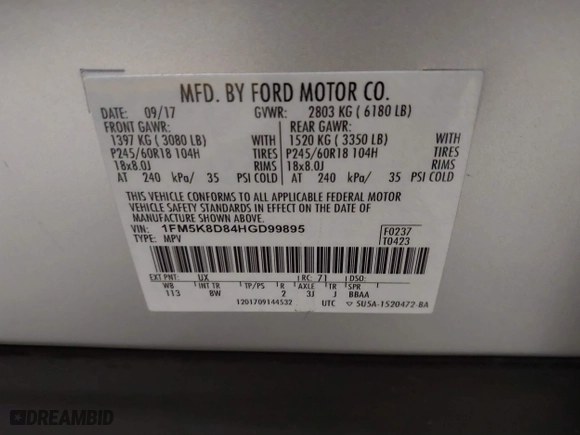 MFD. BY FORD MOTOR CO.
DATE: 09/17 GVWR: 2803 KG ( 6180 LB)
FRONT GAWR: REAR GAWR:
1397 KG ( 3080 LB) WITH 1520 KG ( 3350 LB) WITH
P245/60R18 104H TIRES P245/60R18 104H TIRES
18x8.0J RIMS 18x8.0J RIMS
AT 240 kPa/ 35 PSI COLD AT 240 kPa/ 35 PSI COLD
THIS VEHICLE CONFORMS TO ALL APPLICABLE FEDERAL MOTOR
VEHICLE SAFETY STANDARDS IN EFFECT ON THE DATE OF
MANUFACTURE SHOWN ABOVE.
VIN: 1FM5K8D84HGD99895 F0237
TYPE: MPV T0423
EXT PNT: UX RC: 71 DSO:
WB INT TR TP/PS R AXLE TR SPR
113 8W 2 3J J BBAA
1201709144532 UTC 5U5A-1520472-BA
DREAMBID